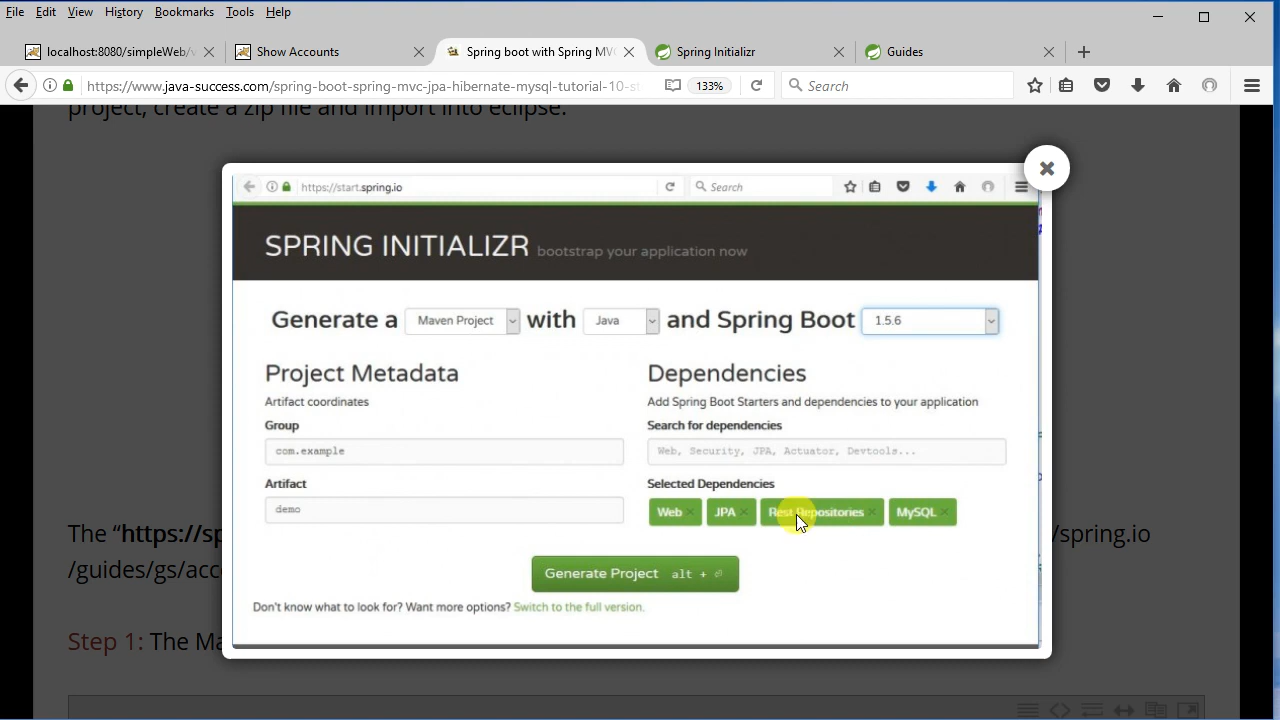 File Edit View History Bookmarks Tools Help
localhost:8080/simpleWeb/ Show Accounts Spring boot with Spring MV Spring Initializr Guides
https://www.java-success.com/spring-boot-spring-mvc-jpa-hibernate-mysql-tutorial-10-st 133% Search
project, create a zip file and import into eclipse.
https://start.spring.io Search
SPRING INITIALIZR bootstrap your application now
Generate a Maven Project with Java and Spring Boot 1.5.6
Project Metadata Dependencies
Artifact coordinates Add Spring Boot Starters and dependencies to your application
Group Search for dependencies
com.example Web, Security, JPA, Actuator, Devtools...
Artifact Selected Dependencies
demo Web × JPA × Rest Repositories × MySQL ×
The “https://sp /spring.io
Generate Project alt +
/guides/gs/acc
Don't know what to look for? Want more options? Switch to the full version.
Step 1: The Ma